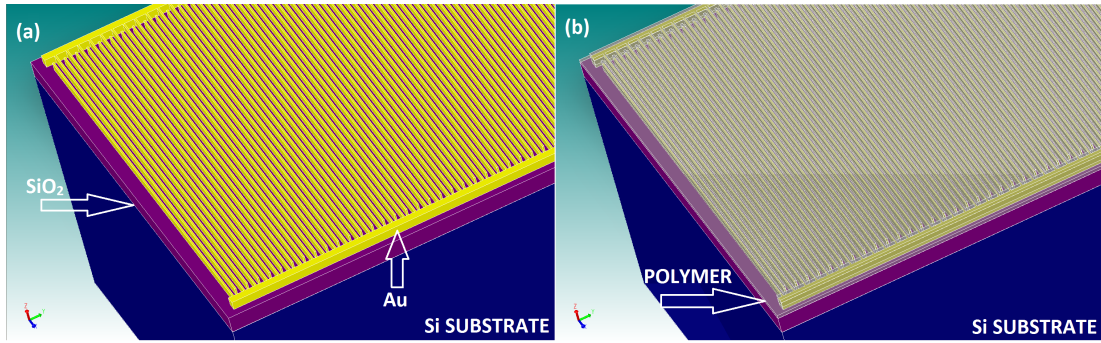 (a)
SiO₂
Au
Si SUBSTRATE
(b)
POLYMER
Si SUBSTRATE